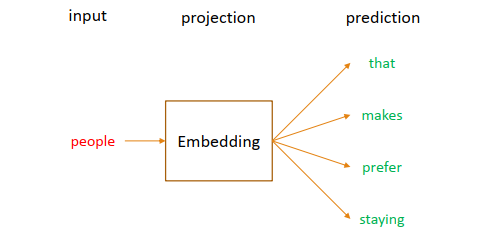 input projection prediction
that
makes
people Embedding
prefer
staying